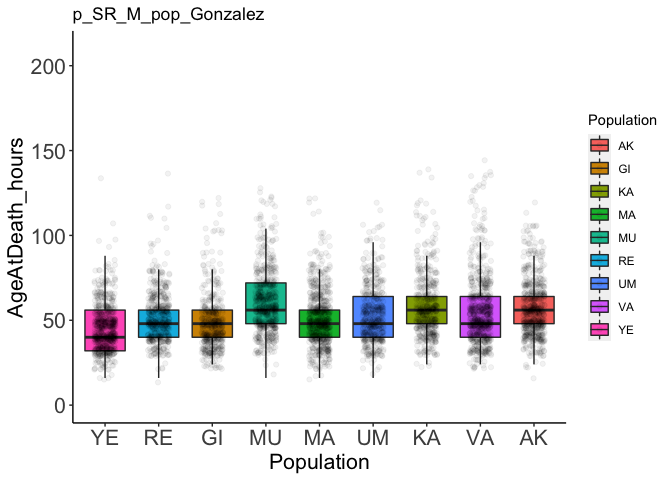 p_SR_M_pop_Gonzalez
AgeAtDeath_hours
200
150
100
50
0
YE RE GI MU MA UM KA VA AK
Population
Population
AK
GI
KA
MA
MU
RE
UM
VA
YE